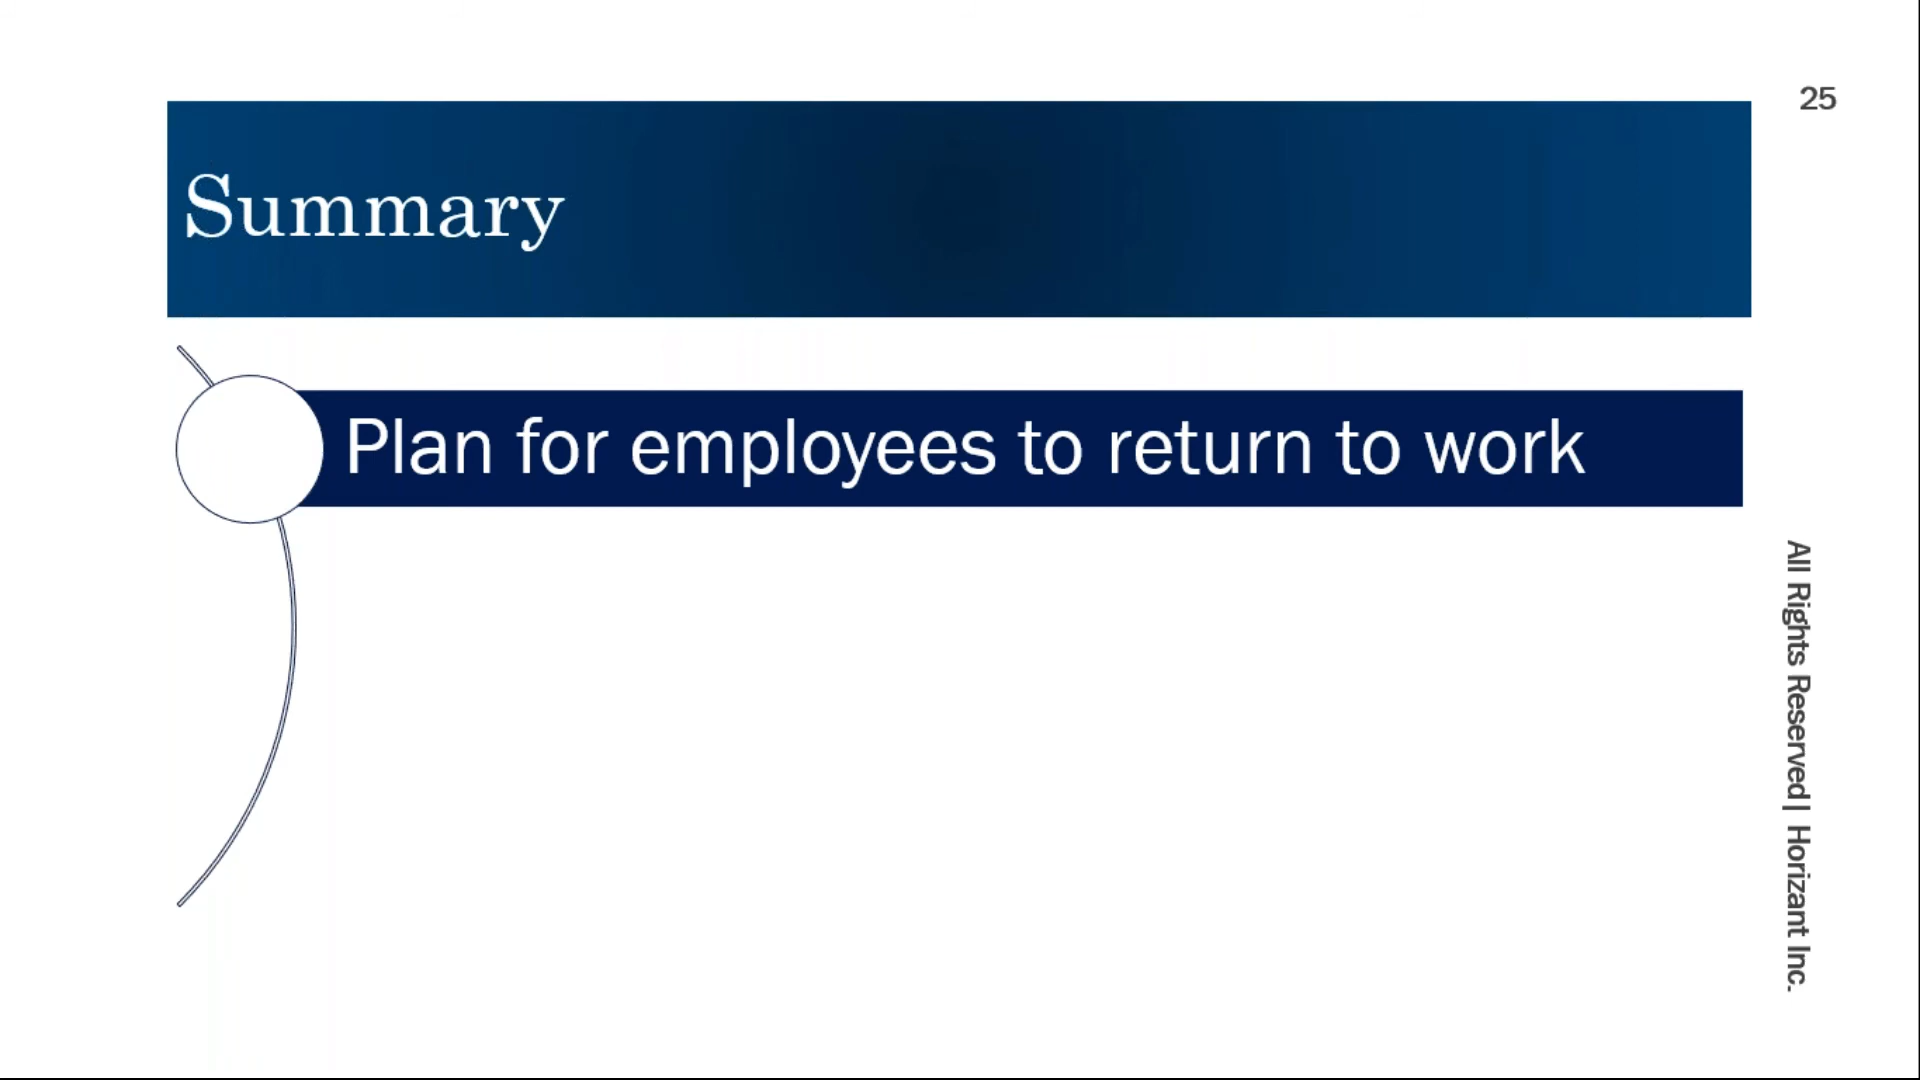 25
Summary
Plan for employees to return to work
All Rights Reserved| Horizant Inc.